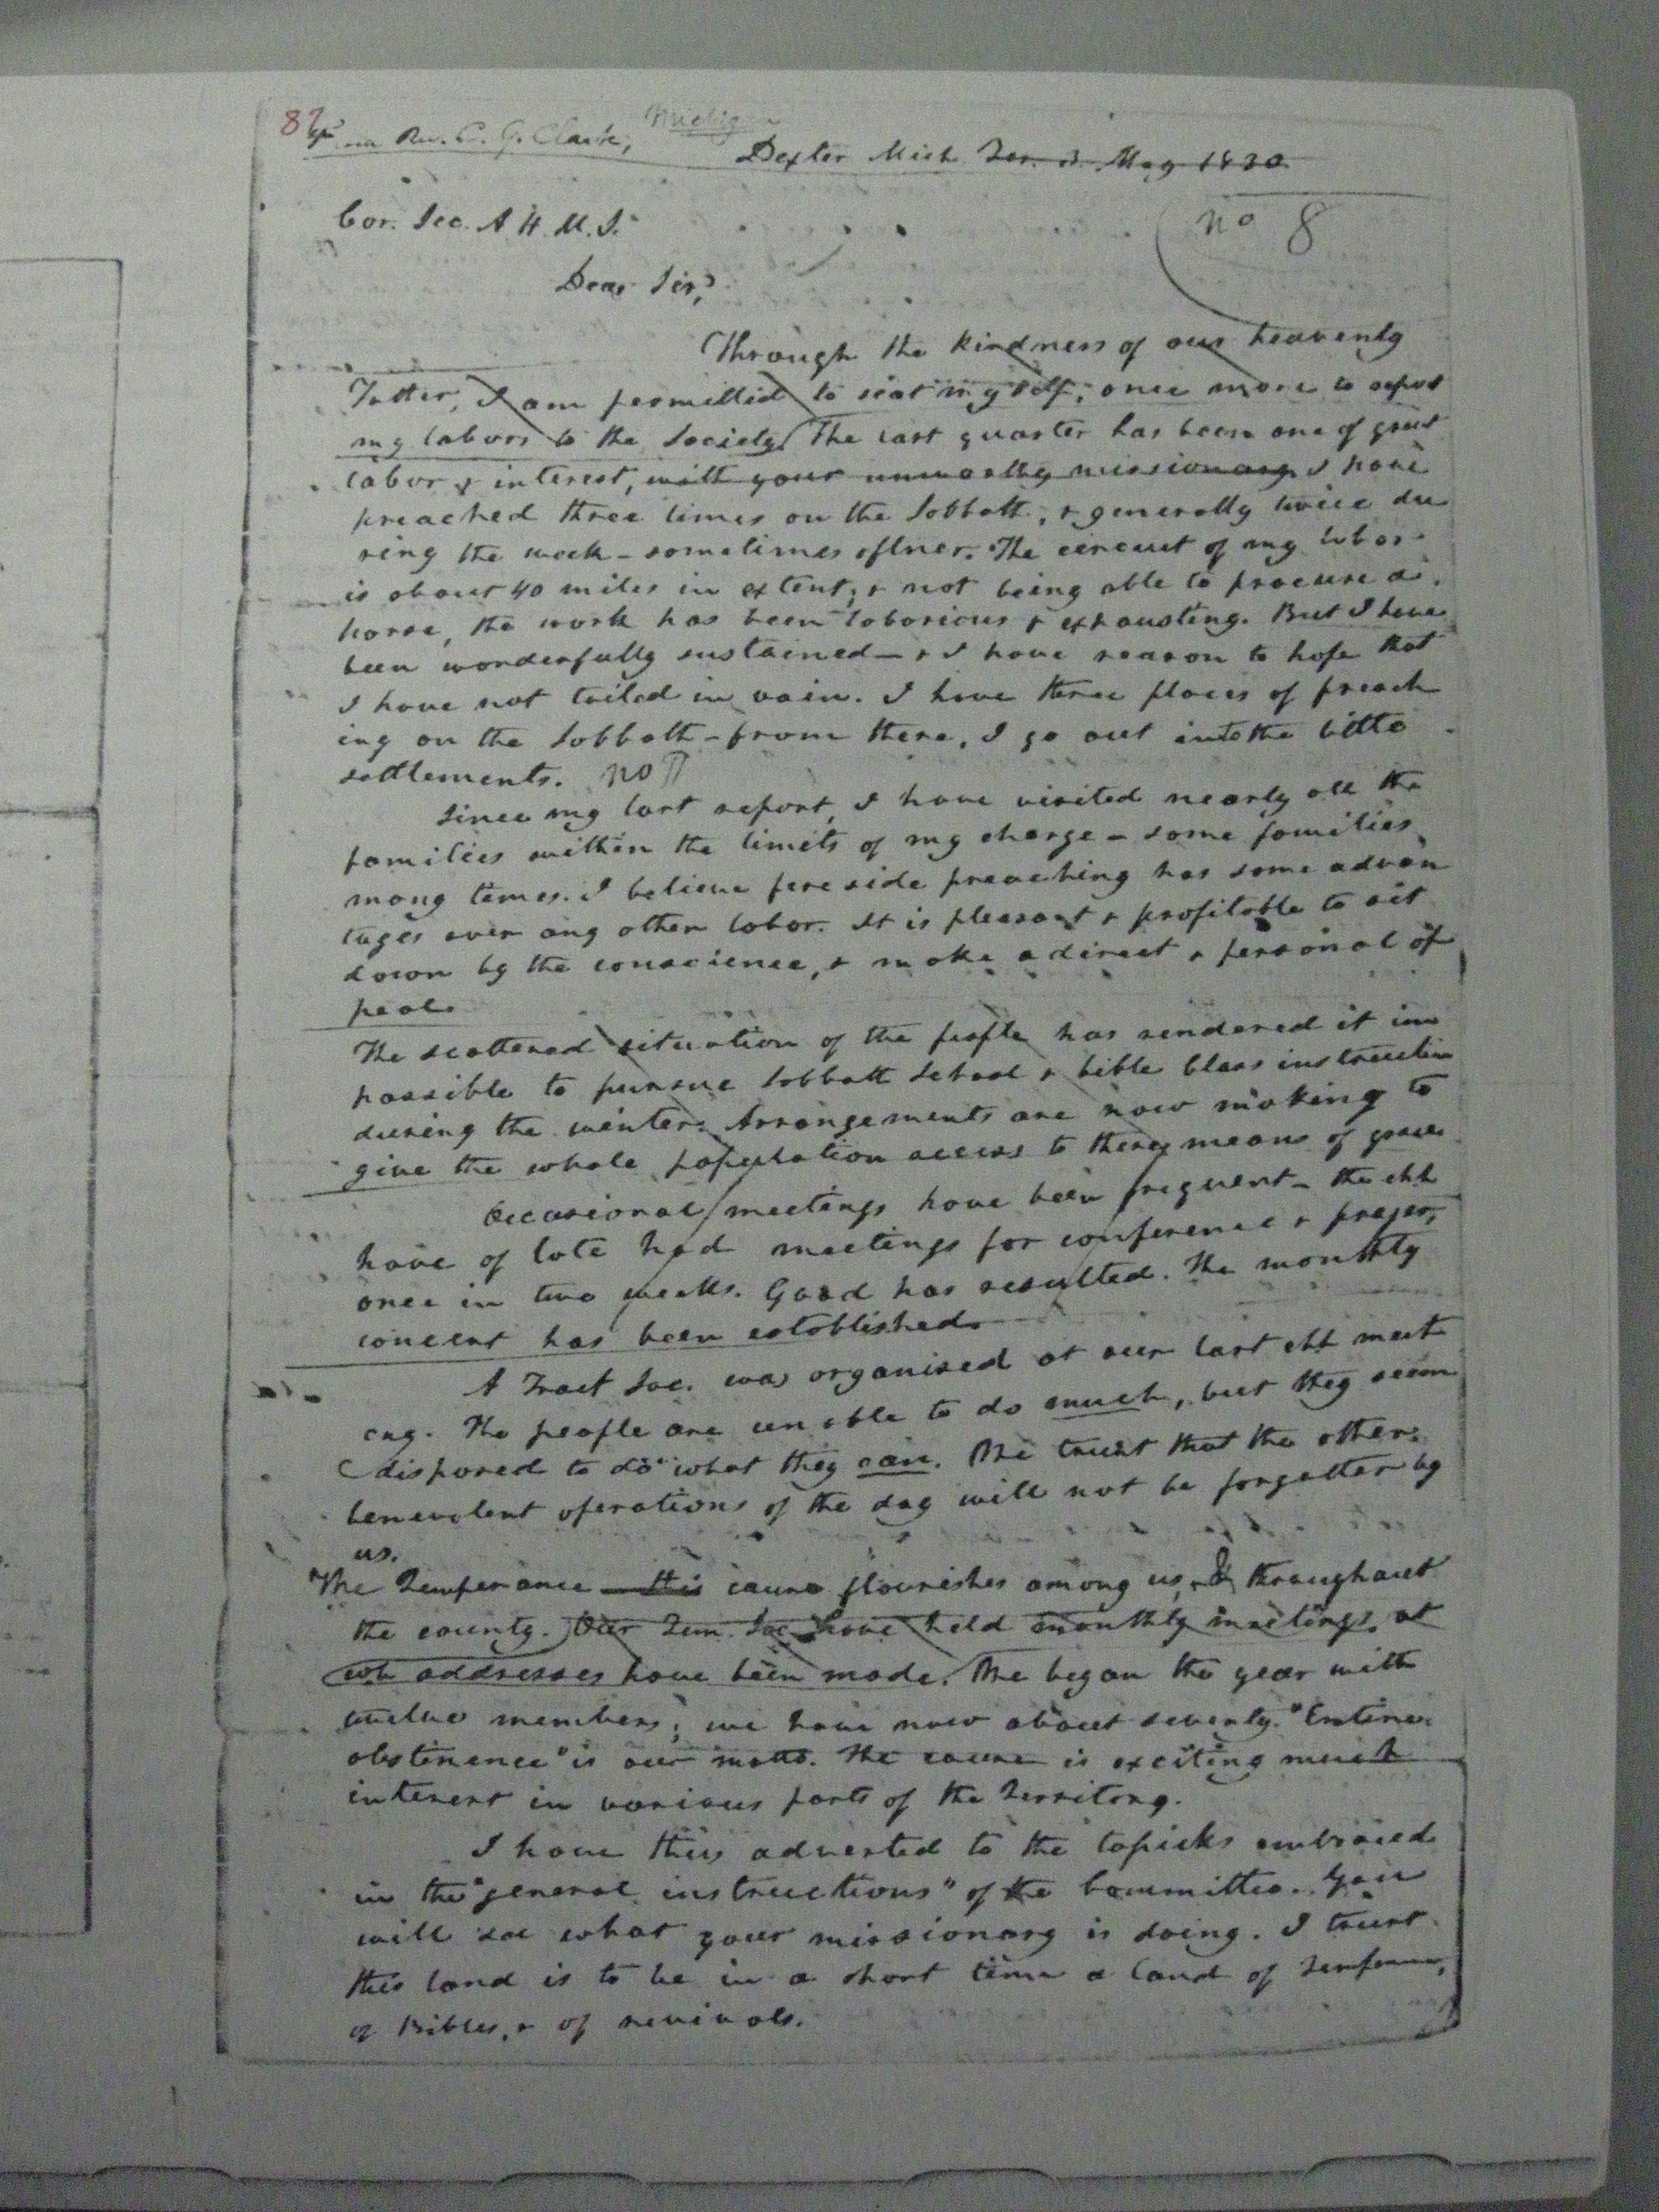 87
Rev. C. G. Clark, Michigan
Dexter Mich Ter. 3. May 1830
Cor. Sec. A H. M. S.
No 8
Dear Sir,
Through the kindness of our heavenly
Father, I am permitted to seat myself, once more to report
my labors to the Society. The last quarter has been one of great
labor & interest, with your unworthy missionary. I have
preached three times on the Sabbath, & generally twice du
ring the week - sometimes oftner. The circuit of my labor
is about 40 miles in extent, & not being able to procure a
horse, the work has been laborious & exhausting. But I have
been wonderfully sustained - & I have reason to hope that
I have not toiled in vain. I have three places of preach
ing on the Sabbath - from these, I go out into the little
settlements. no ¶
Since my last report, I have visited nearly all the
families within the limits of my charge - some families
many times. I believe fire side preaching has some advan
tages over any other labor. It is pleasant & profitable to sit
down by the conscience, & make a direct & personal ap
peal.
The scattered situation of the people has rendered it im
possible to pursue Sabbath School & bible Class instruction
during the winter. Arrangements are now making to
give the whole population access to these means of grace
Occasional meetings have been frequent - the chh
have of late had meetings for conference & prayer,
once in two weeks. Good has resulted. The monthly
concert has been established.
A Tract Soc. was organised at our last chh meet
ing. The people are unable to do much, but they seem
disposed to do what they can. We trust that the other
benevolent operations of the day will not be forgotten by
us.
The Temperance this cause flourishes among us, & throughout
the county. Our Tem. Soc. have held monthly meetings, at
wh addresses have been made. We began the year with
twelve members; we have now about seventy. "Entire
abstinence" is our motto. The cause is exciting much
interest in various parts of the Territory.
I have thus adverted to the topicks embraced
in the "general instructions" of the Committee. You
will see what your missionary is doing. I trust
this land is to be in a short time a land of Temperance,
of Bibles, & of revivals.